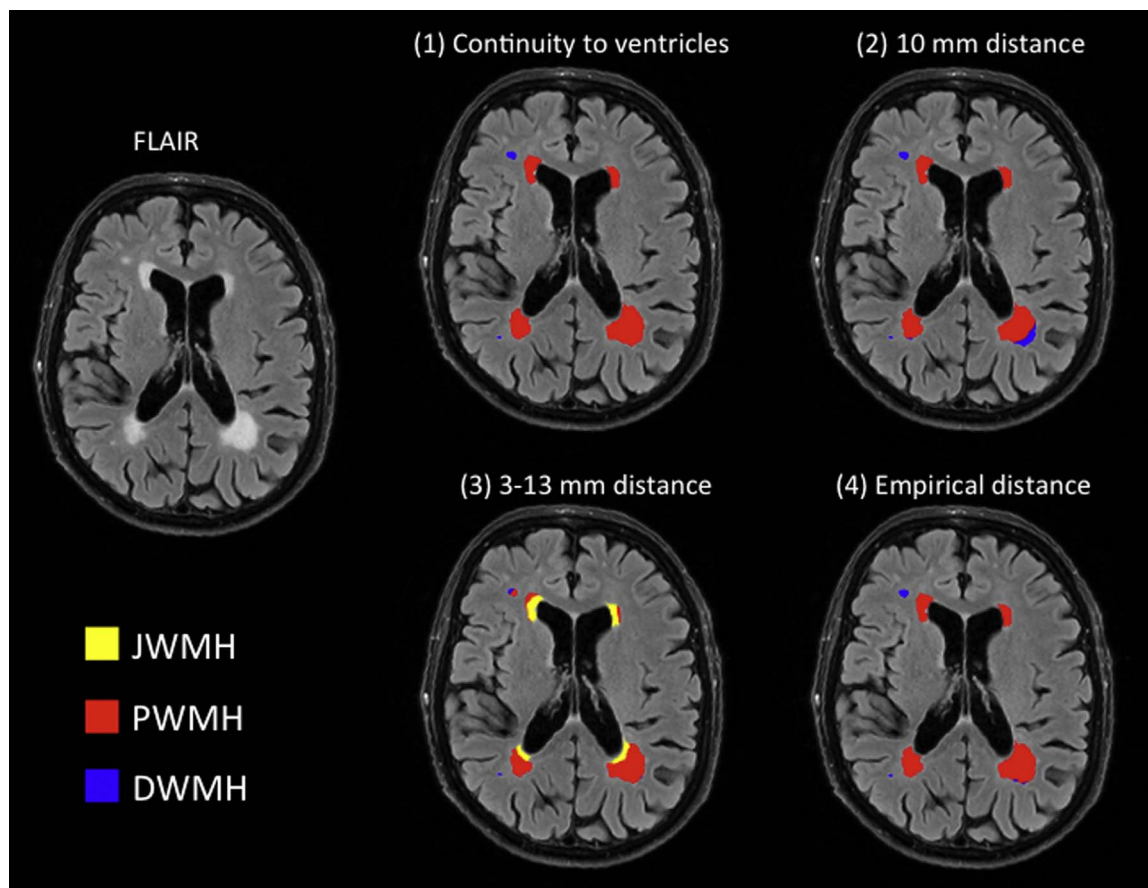 (1) Continuity to ventricles
(2) 10 mm distance
FLAIR
(3) 3-13 mm distance
(4) Empirical distance
JWMH
PWMH
DWMH